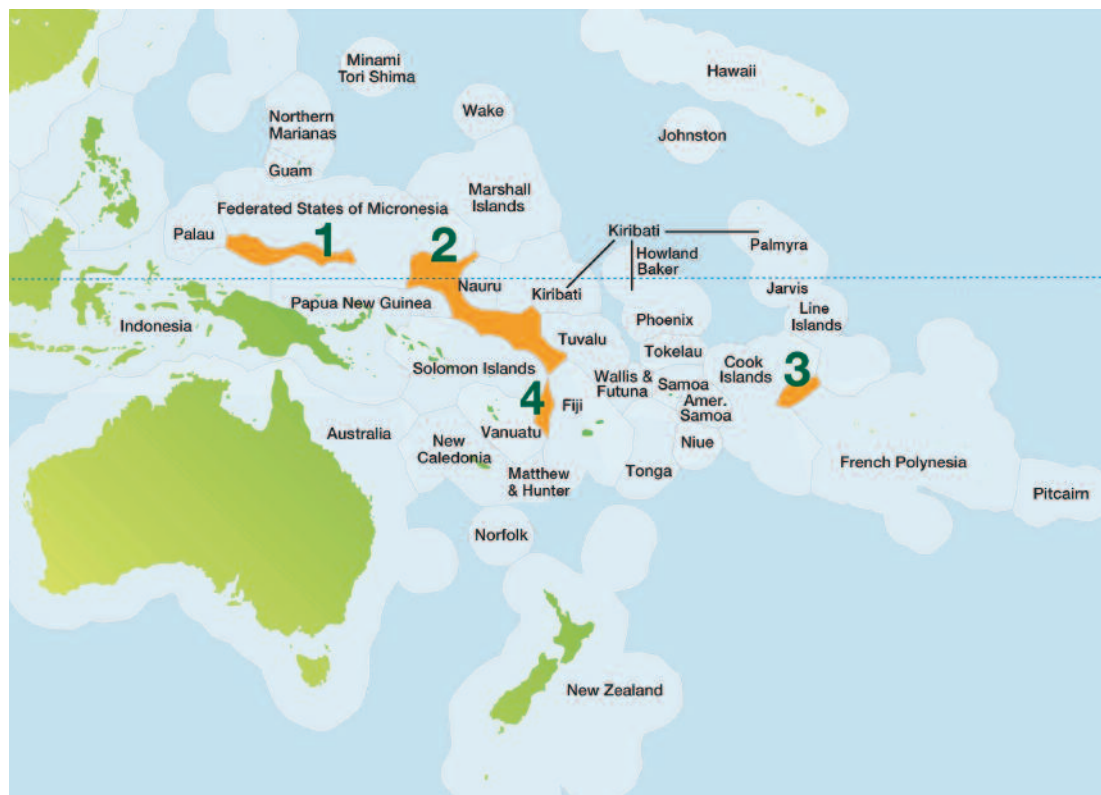 Minami
Tori Shima
Hawaii
Wake
Northern
Marianas
Johnston
Guam
Marshall
Islands
Federated States of Micronesia
Palau
1
2
Kiribati
Palmyra
Howland
Baker
Nauru
Kiribati
Jarvis
Papua New Guinea
Line
Islands
Indonesia
Phoenix
Tuvalu
Tokelau
Solomon Islands
Cook
Islands
3
Wallis &
Futuna
Samoa
4
Fiji
Amer.
Samoa
Australia
Vanuatu
New
Caledonia
Niue
Matthew
& Hunter
Tonga
French Polynesia
Pitcairn
Norfolk
New Zealand